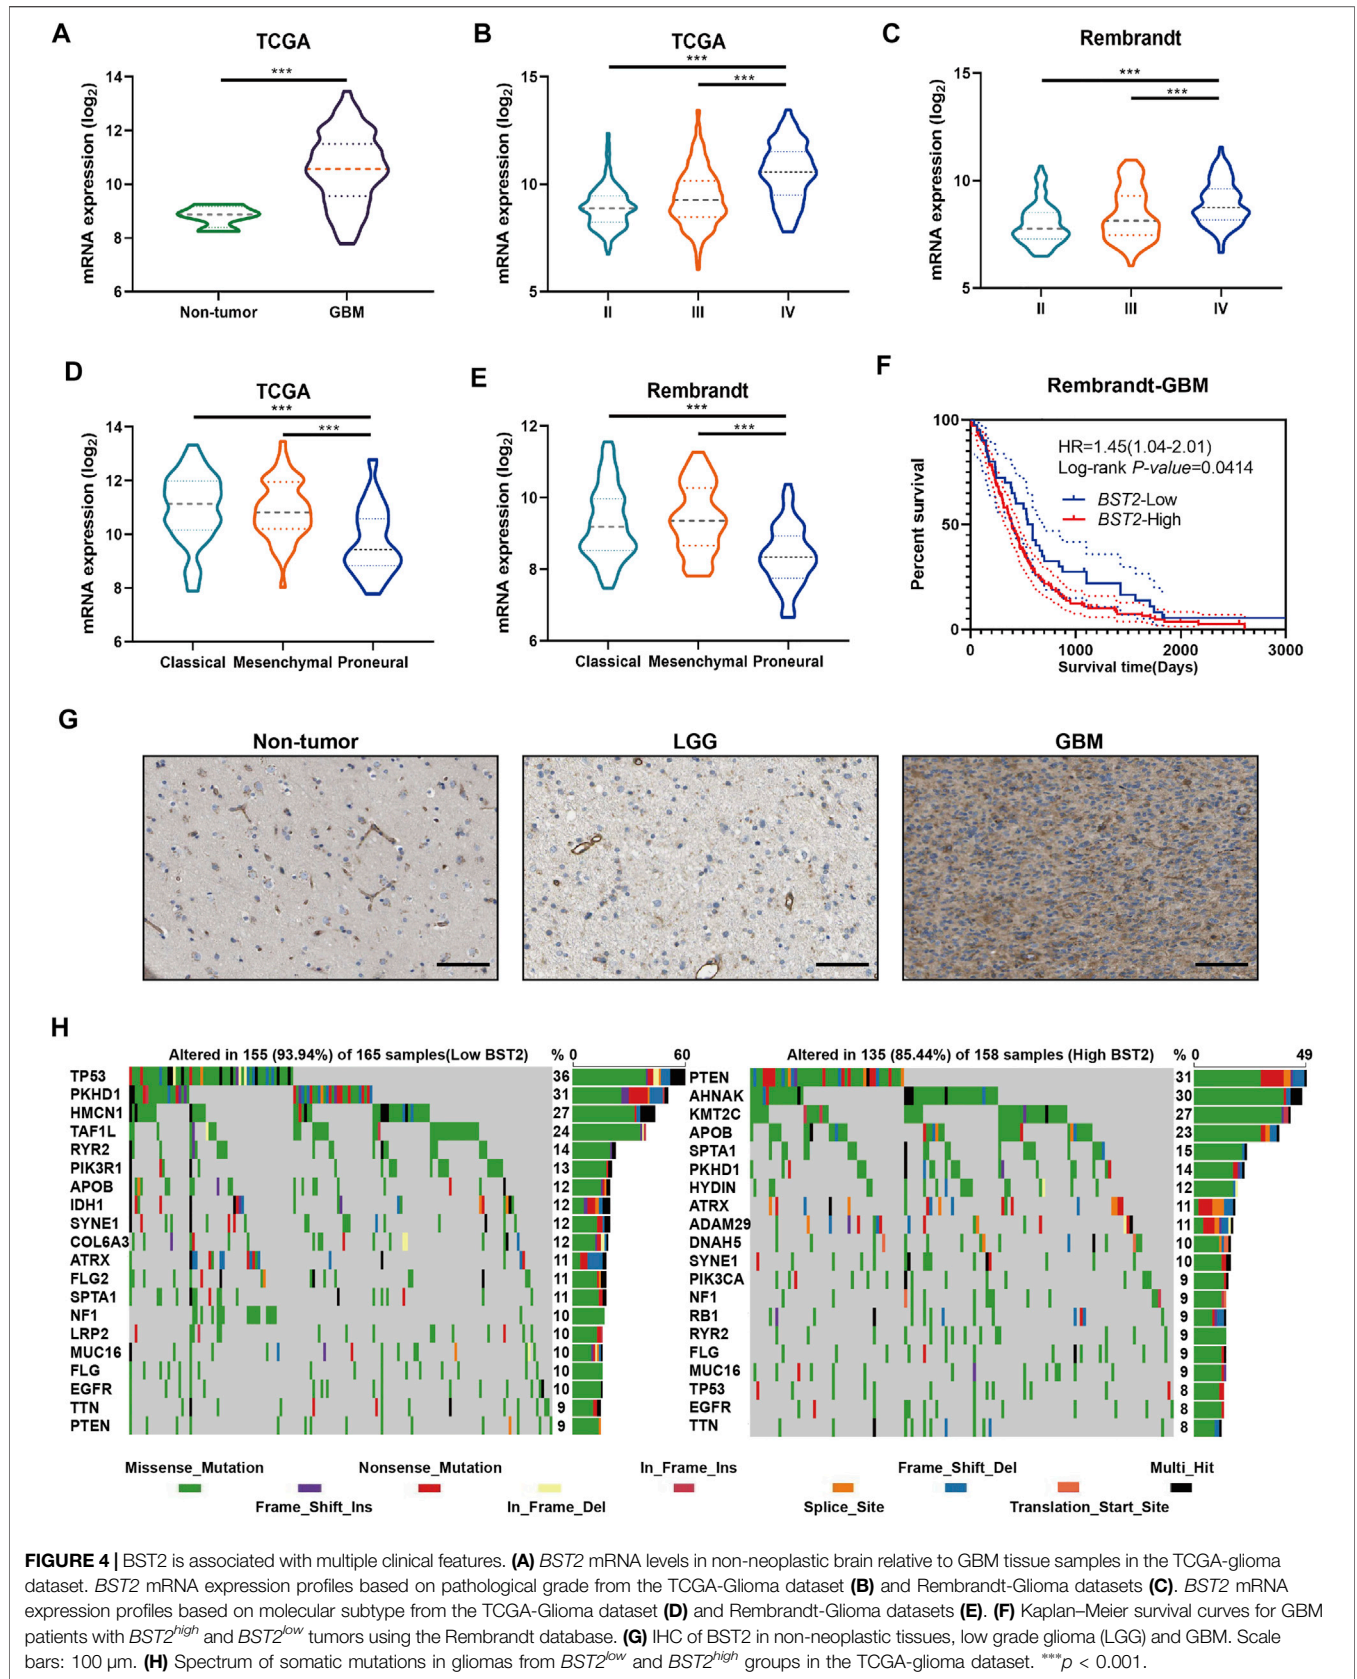 A
TCGA
***
mRNA expression (log2)
14
12
10
8
6
Non-tumor
GBM
B
TCGA
***
***
mRNA expression (log2)
15
10
5
II
III
IV
C
Rembrandt
***
***
mRNA expression (log2)
15
10
5
II
III
IV
D
TCGA
***
***
mRNA expression (log2)
14
12
10
8
6
Classical Mesenchymal Proneural
E
Rembrandt
***
***
mRNA expression (log2)
12
10
8
6
Classical Mesenchymal Proneural
F
Rembrandt-GBM
Percent survival
100
50
0
HR=1.45(1.04-2.01)
Log-rank P-value=0.0414
BST2-Low
BST2-High
0 1000 2000 3000
Survival time(Days)
G
Non-tumor
LGG
GBM
H
Altered in 155 (93.94%) of 165 samples(Low BST2) % 0 60
TP53 36
PKHD1 31
HMCN1 27
TAF1L 24
RYR2 14
PIK3R1 13
APOB 12
IDH1 12
SYNE1 12
COL6A3 12
ATRX 11
FLG2 11
SPTA1 11
NF1 10
LRP2 10
MUC16 10
FLG 10
EGFR 10
TTN 9
PTEN 9
Altered in 135 (85.44%) of 158 samples (High BST2) % 0 49
PTEN 31
AHNAK 30
KMT2C 27
APOB 23
SPTA1 15
PKHD1 14
HYDIN 12
ATRX 11
ADAM29 11
DNAH5 10
SYNE1 10
PIK3CA 9
NF1 9
RB1 9
RYR2 9
FLG 9
MUC16 9
TP53 8
EGFR 8
TTN 8
Missense_Mutation Nonsense_Mutation In_Frame_Ins Frame_Shift_Del Multi_Hit
Frame_Shift_Ins In_Frame_Del Splice_Site Translation_Start_Site
FIGURE 4 | BST2 is associated with multiple clinical features. (A) BST2 mRNA levels in non-neoplastic brain relative to GBM tissue samples in the TCGA-glioma
dataset. BST2 mRNA expression profiles based on pathological grade from the TCGA-Glioma dataset (B) and Rembrandt-Glioma datasets (C). BST2 mRNA
expression profiles based on molecular subtype from the TCGA-Glioma dataset (D) and Rembrandt-Glioma datasets (E). (F) Kaplan–Meier survival curves for GBM
patients with BST2high and BST2low tumors using the Rembrandt database. (G) IHC of BST2 in non-neoplastic tissues, low grade glioma (LGG) and GBM. Scale
bars: 100 μm. (H) Spectrum of somatic mutations in gliomas from BST2low and BST2high groups in the TCGA-glioma dataset. ***p < 0.001.